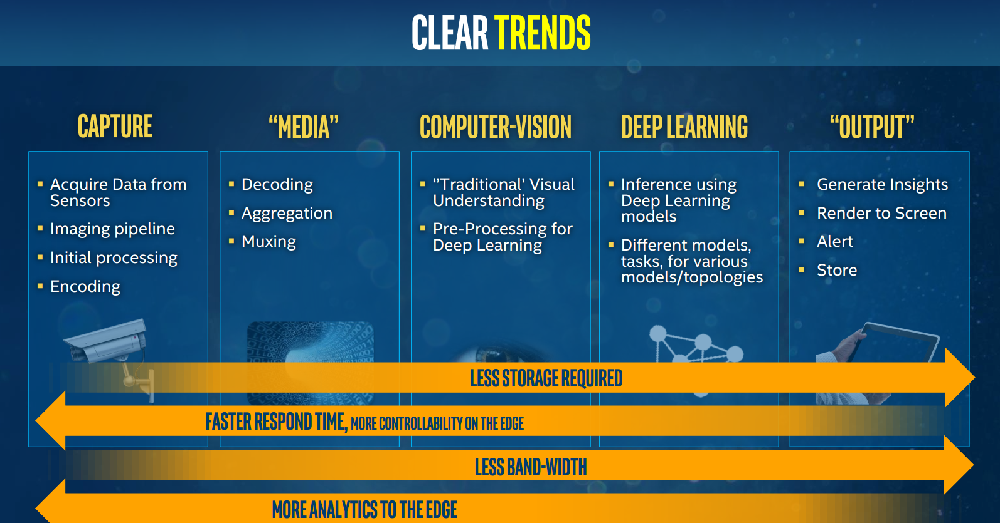 CLEAR TRENDS
CAPTURE
Acquire Data from
Sensors
Imaging pipeline
Initial processing
Encoding
“MEDIA”
Decoding
Aggregation
Muxing
COMPUTER-VISION
‘’Traditional’ Visual
Understanding
Pre-Processing for
Deep Learning
DEEP LEARNING
Inference using
Deep Learning
models
Different models,
tasks, for various
models/topologies
“OUTPUT”
Generate Insights
Render to Screen
Alert
Store
LESS STORAGE REQUIRED
FASTER RESPOND TIME, MORE CONTROLLABILITY ON THE EDGE
LESS BAND-WIDTH
MORE ANALYTICS TO THE EDGE